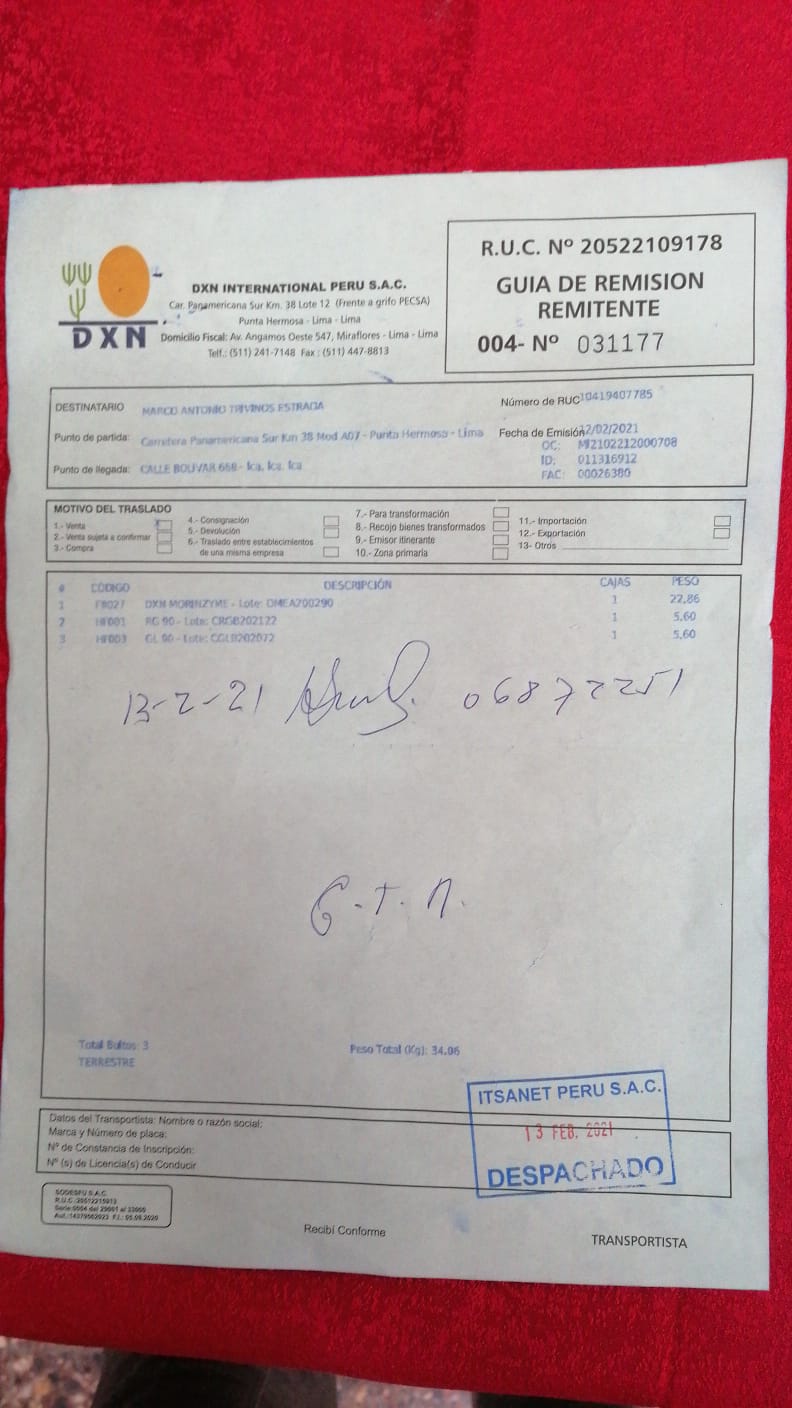 DXN
DXN INTERNATIONAL PERU S.A.C.
Car. Panamericana Sur Km. 38 Lote 12 (Frente a grifo PECSA)
Punta Hermosa - Lima - Lima
Domicilio Fiscal: Av. Angamos Oeste 547, Miraflores - Lima - Lima
Telf.: (511) 241-7148 Fax : (511) 447-8813
R.U.C. Nº 20522109178
GUIA DE REMISION
REMITENTE
004- Nº 031177
DESTINATARIO MARCO ANTONIO TRIVINOS ESTRADA
Número de RUC 10419407785
Punto de partida: Carretera Panamericana Sur Km 38 Mod A07 - Punta Hermosa - Lima
Fecha de Emisión 12/02/2021
OC: MI2102212000708
Punto de llegada: CALLE BOLIVAR 668 - Ica, Ica, Ica
ID: 011316912
FAC: 00026380
MOTIVO DEL TRASLADO
1.- Venta
2.- Venta sujeta a confirmar
3.- Compra
4.- Consignación
5.- Devolución
6.- Traslado entre establecimientos
de una misma empresa
7.- Para transformación
8.- Recojo bienes transformados
9.- Emisor itinerante
10.- Zona primaria
11.- Importación
12.- Exportación
13.- Otros
# CÓDIGO DESCRIPCIÓN CAJAS PESO
1 FB027 DXN MORINZYME - Lote: OMEA200290 1 22.86
2 HF001 RG 90 - Lote: CRGB202122 1 5.60
3 HF003 GL 90 - Lote: CGLB202072 1 5.60
13-2-21 06872251
Total Bultos: 3
Peso Total (Kg): 34.06
TERRESTRE
ITSANET PERU S.A.C.
13 FEB. 2021
DESPACHADO
Datos del Transportista: Nombre o razón social:
Marca y Número de placa:
Nº de Constancia de Inscripción:
Nº (s) de Licencia(s) de Conducir
Recibí Conforme
TRANSPORTISTA